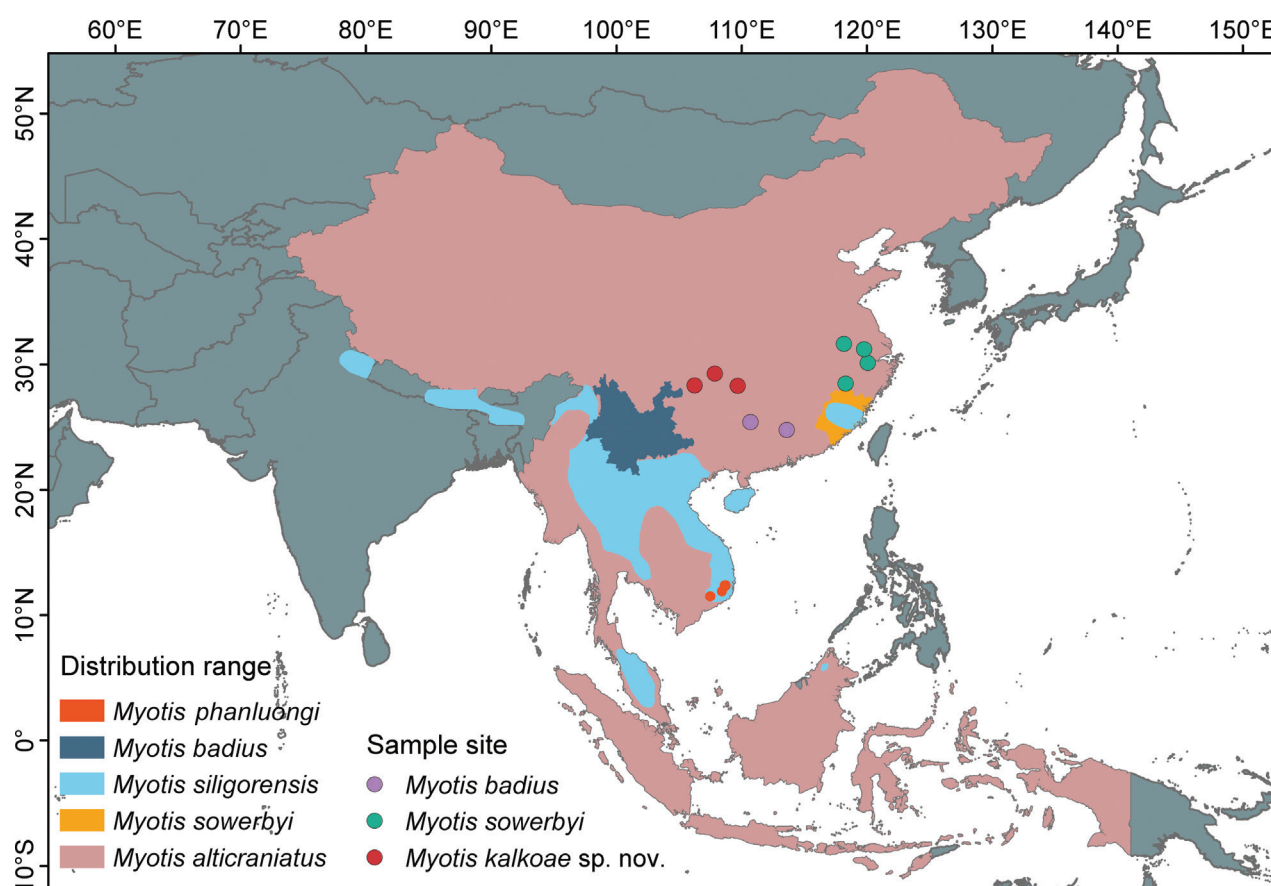 60°E 70°E 80°E 90°E 100°E 110°E 120°E 130°E 140°E 150°E
50°N
40°N
30°N
20°N
10°N
0°
10°S
Distribution range
Myotis phanluongi
Myotis badius
Myotis siligorensis
Myotis sowerbyi
Myotis alticraniatus
Sample site
Myotis badius
Myotis sowerbyi
Myotis kalkoae sp. nov.